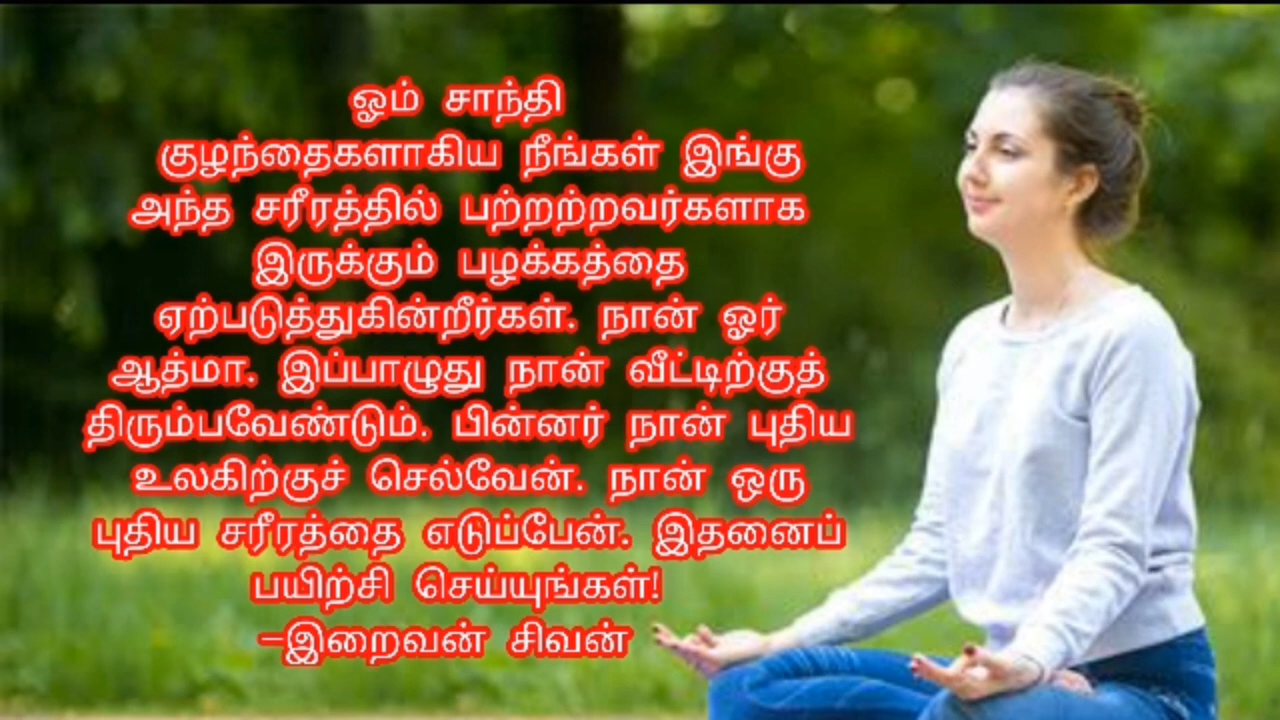 ஓம் சாந்தி
குழந்தைகளாகிய நீங்கள் இங்கு
அந்த சரீரத்தில் பற்றற்றவர்களாக
இருக்கும் பழக்கத்தை
ஏற்படுத்துகின்றீர்கள். நான் ஓர்
ஆத்மா. இப்பாழுது நான் வீட்டிற்குத்
திரும்பவேண்டும். பின்னர் நான் புதிய
உலகிற்குச் செல்வேன். நான் ஒரு
புதிய சரீரத்தை எடுப்பேன். இதனைப்
பயிற்சி செய்யுங்கள்!
-இறைவன் சிவன்